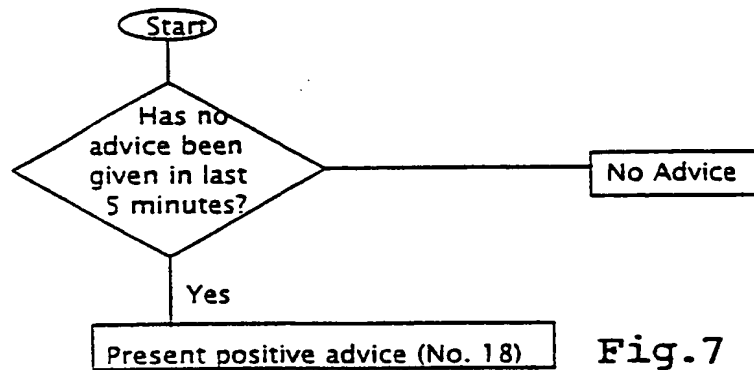 Start
Has no
advice been
given in last
5 minutes?
No Advice
Yes
Present positive advice (No. 18)
Fig.7